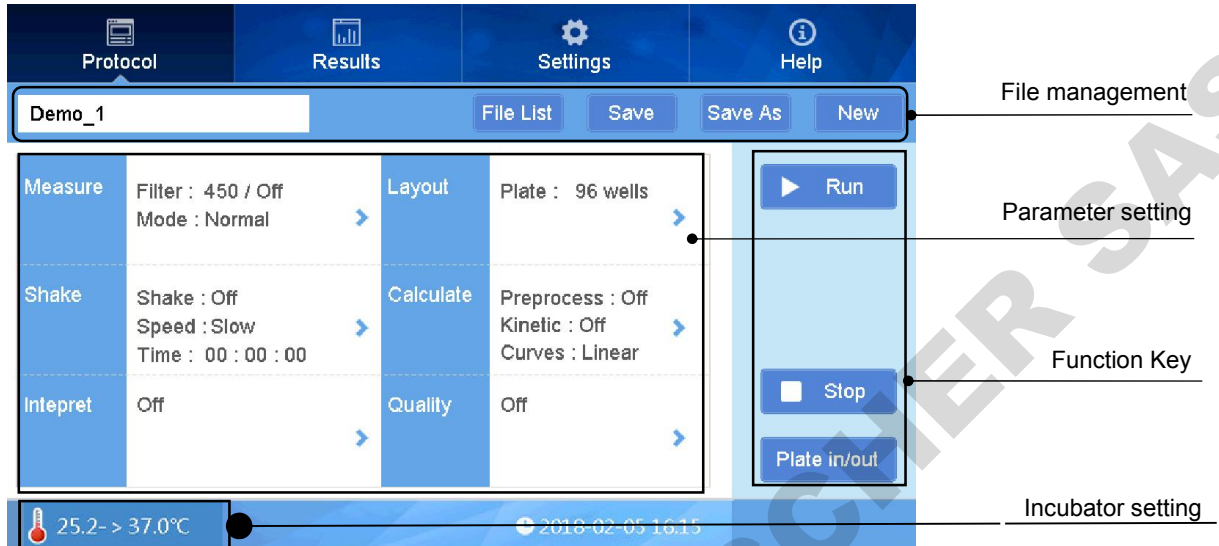 Protocol
Results
Settings
Help
Demo_1
File List
Save
Save As
New
File management
Measure
Filter : 450 / Off
Mode : Normal
Layout
Plate : 96 wells
Run
Parameter setting
Shake
Shake : Off
Speed : Slow
Time : 00 : 00 : 00
Calculate
Preprocess : Off
Kinetic : Off
Curves : Linear
Function Key
Intepret
Off
Quality
Off
Stop
Plate in/out
25.2- > 37.0℃
2018-02-05 16:15
Incubator setting